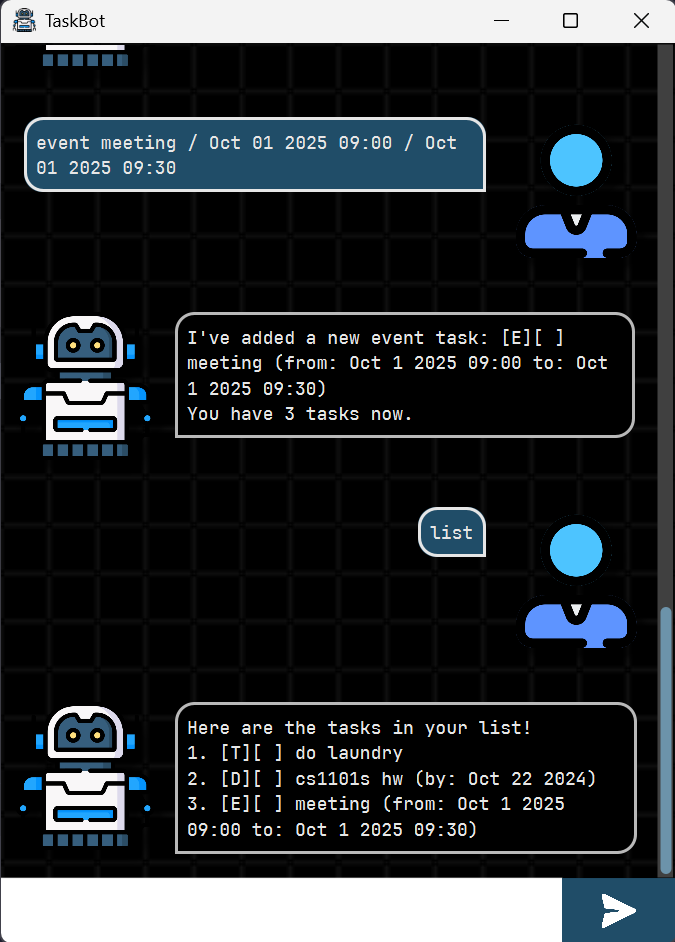 TaskBot
event meeting / Oct 01 2025 09:00 / Oct
01 2025 09:30
I've added a new event task: [E][ ]
meeting (from: Oct 1 2025 09:00 to: Oct
1 2025 09:30)
You have 3 tasks now.
list
Here are the tasks in your list!
1. [T][ ] do laundry
2. [D][ ] cs1101s hw (by: Oct 22 2024)
3. [E][ ] meeting (from: Oct 1 2025
09:00 to: Oct 1 2025 09:30)